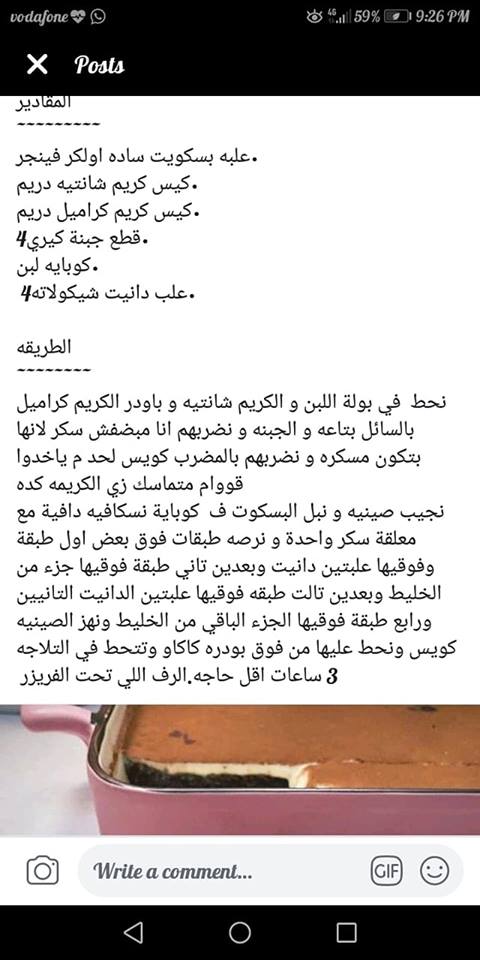 vodafone 4G 59% 9:26 PM
Posts
المقادير
~~~~~~~~~
.علبه بسكويت ساده اولكر فينجر
.كيس كريم شانتيه دريم
.كيس كريم كراميل دريم
.قطع جبنة كيري4
.كوبايه لبن
.علب دانيت شيكولاته4
الطريقه
~~~~~~~~
نحط في بولة اللبن و الكريم شانتيه و باودر الكريم كراميل
بالسائل بتاعه و الجبنه و نضربهم انا مبضفش سكر لانها
بتكون مسكره و نضربهم بالمضرب كويس لحد م ياخدوا
قووام متماسك زي الكريمه كده
نجيب صينيه و نبل البسكوت ف كوباية نسكافيه دافية مع
معلقة سكر واحدة و نرصه طبقات فوق بعض اول طبقة
وفوقيها علبتين دانيت وبعدين تاني طبقة فوقيها جزء من
الخليط وبعدين تالت طبقه فوقيها علبتين الدانيت التانيين
ورابع طبقة فوقيها الجزء الباقي من الخليط ونهز الصينيه
كويس ونحط عليها من فوق بودره كاكاو وتتحط في التلاجه
3 ساعات اقل حاجه.الرف اللي تحت الفريزر
Write a comment...
GIF